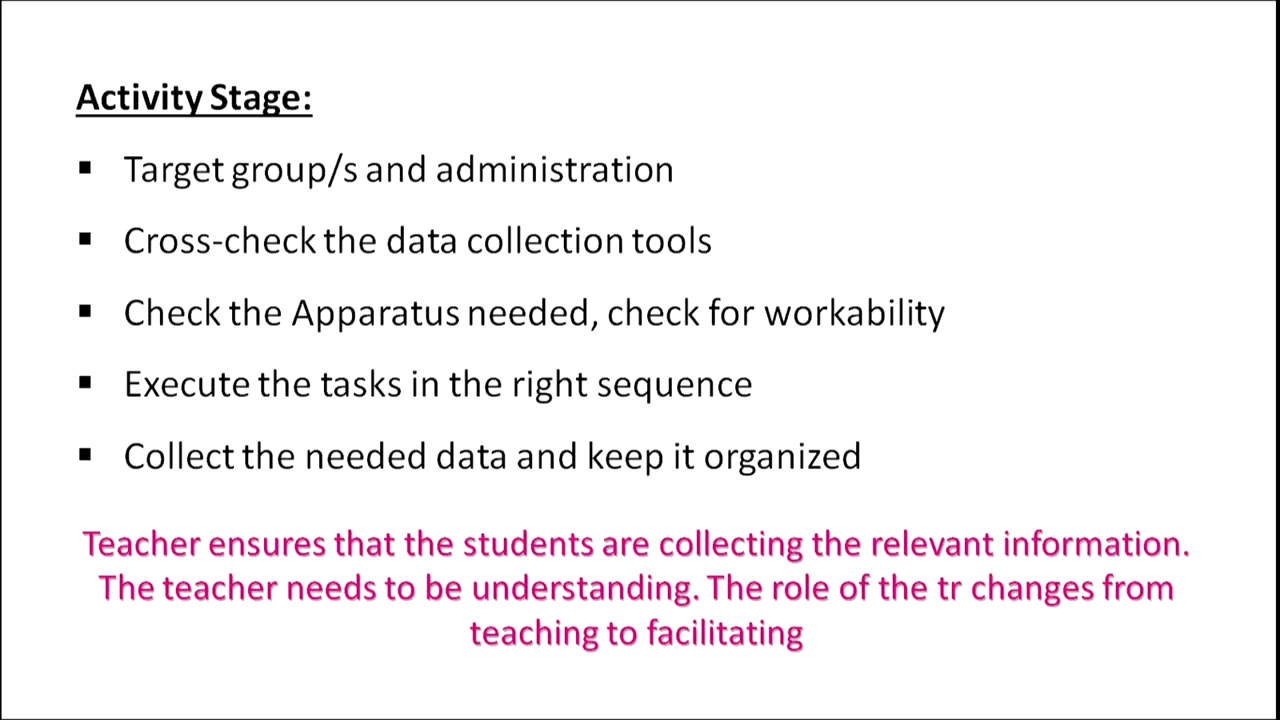 Activity Stage:
▪ Target group/s and administration
▪ Cross-check the data collection tools
▪ Check the Apparatus needed, check for workability
▪ Execute the tasks in the right sequence
▪ Collect the needed data and keep it organized
Teacher ensures that the students are collecting the relevant information.
The teacher needs to be understanding. The role of the tr changes from
teaching to facilitating